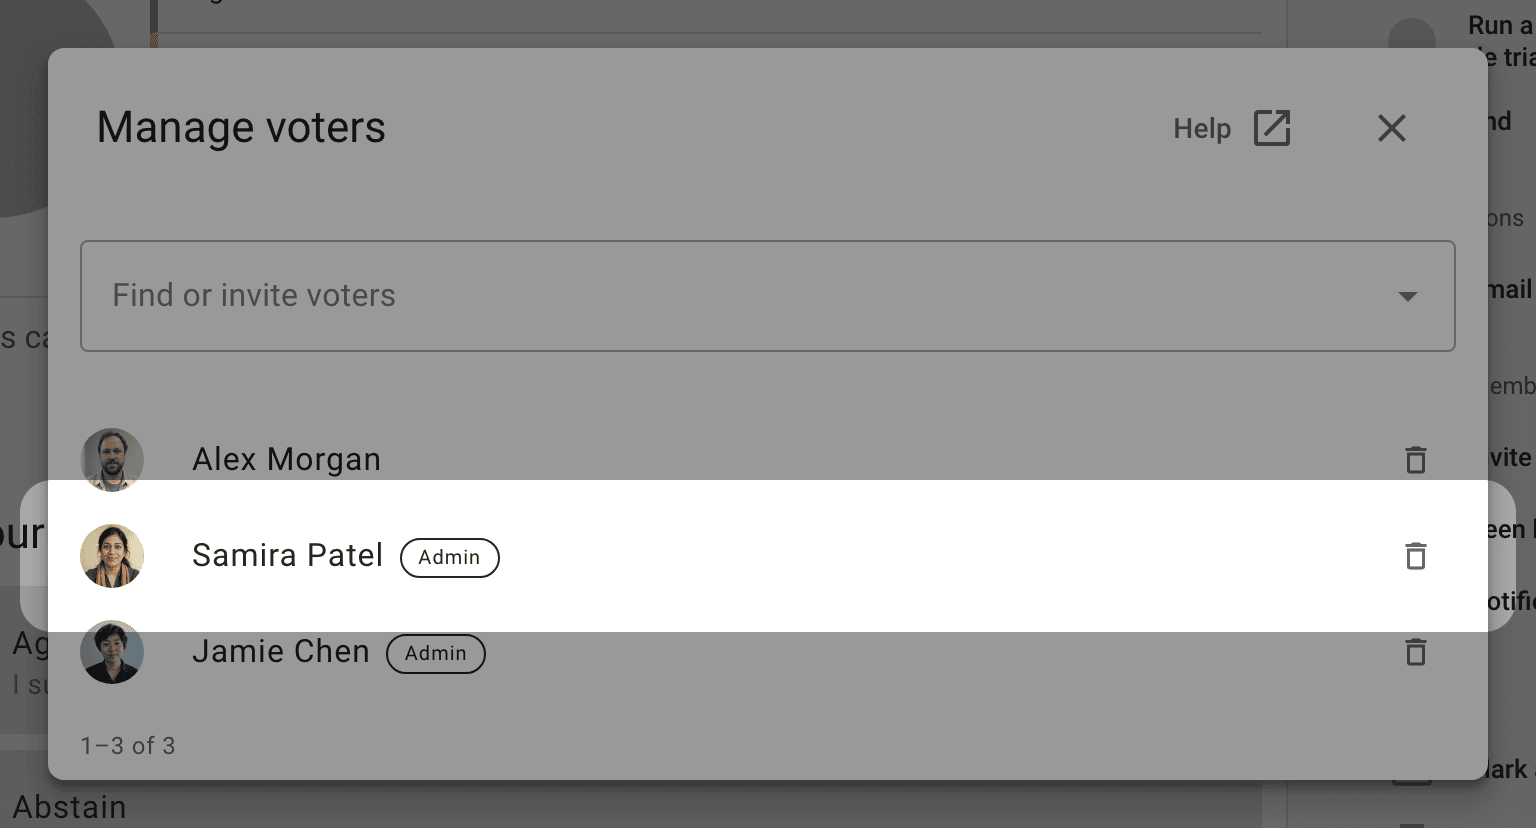 Run a
Manage voters
Help
Find or invite voters
Alex Morgan
Samira Patel
Admin
Jamie Chen
Admin
1–3 of 3
Abstain